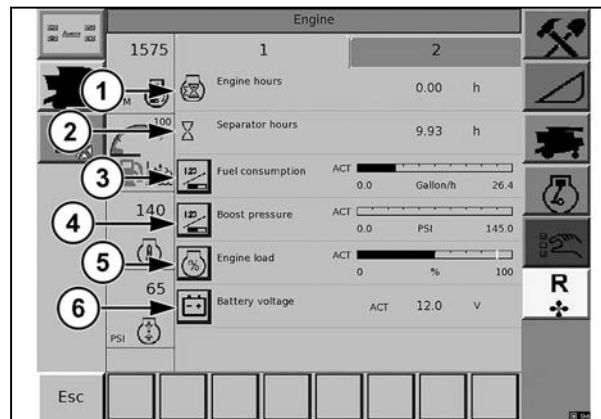 Engine
1575 1 2
1 Engine hours 0.00 h
M
2 100 Separator hours 9.93 h
3 Fuel consumption ACT
0.0 Gallon/h 26.4
4 140 Boost pressure ACT
0.0 PSI 145.0
5 % Engine load ACT
0 % 100
6 65 Battery voltage ACT 12.0 V
PSI
R
Esc